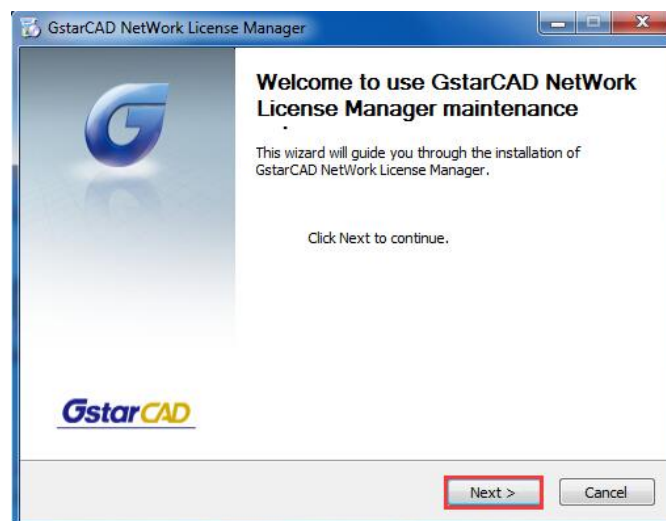 GstarCAD NetWork License Manager
Welcome to use GstarCAD NetWork
License Manager maintenance
This wizard will guide you through the installation of
GstarCAD NetWork License Manager.
Click Next to continue.
GstarCAD
Next >
Cancel